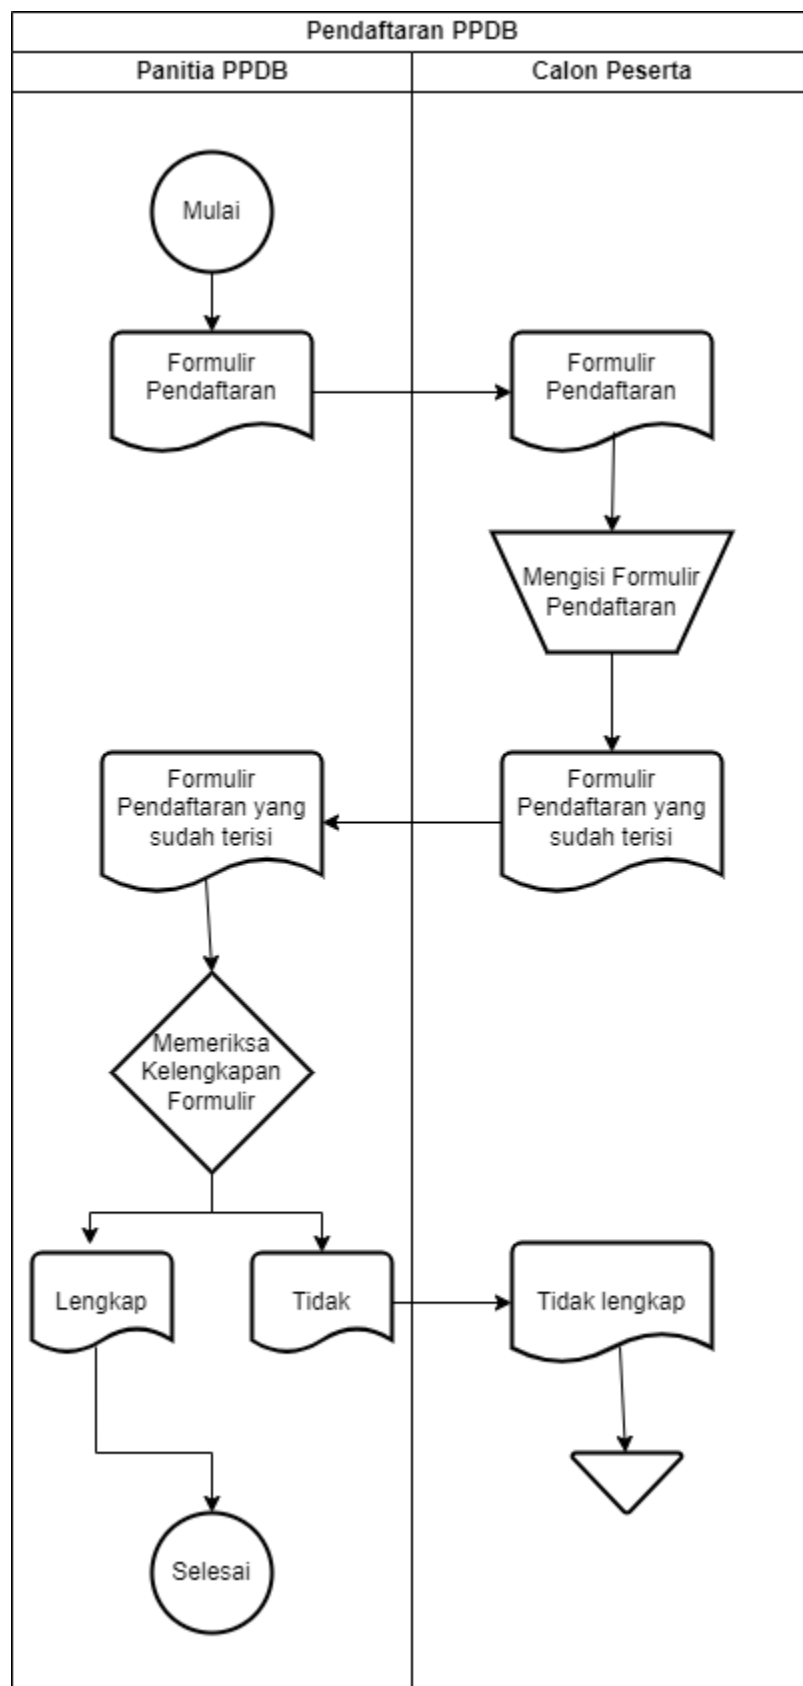 Pendaftaran PPDB
Panitia PPDB
Calon Peserta
Mulai
Formulir
Pendaftaran
Formulir
Pendaftaran
Mengisi Formulir
Pendaftaran
Formulir
Pendaftaran yang
sudah terisi
Formulir
Pendaftaran yang
sudah terisi
Memeriksa
Kelengkapan
Formulir
Lengkap
Tidak
Tidak lengkap
Selesai